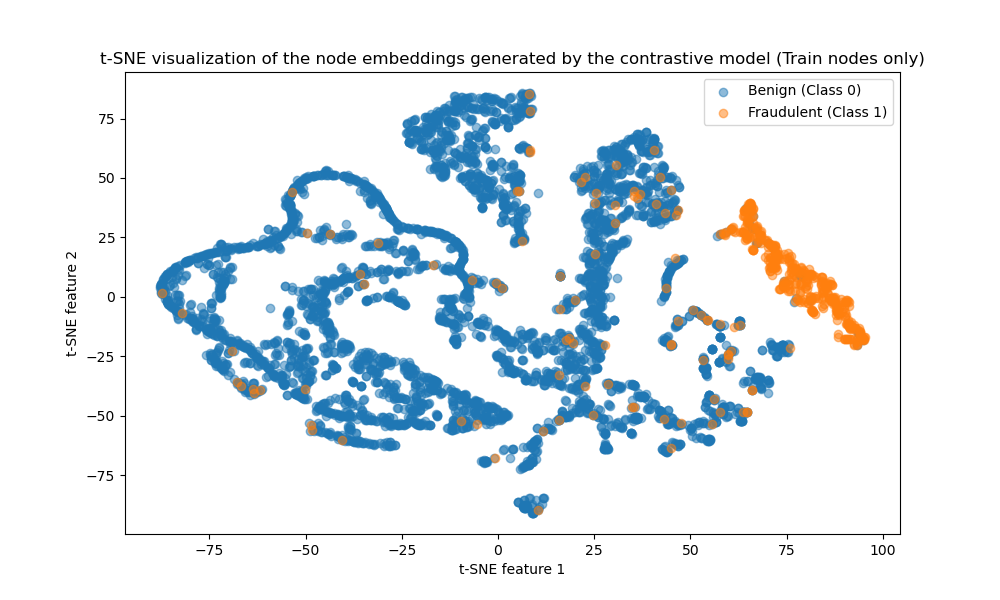 t-SNE visualization of the node embeddings generated by the contrastive model (Train nodes only)
Benign (Class 0)
Fraudulent (Class 1)
75
50
25
0
−25
−50
−75
t-SNE feature 2
−75 −50 −25 0 25 50 75 100
t-SNE feature 1